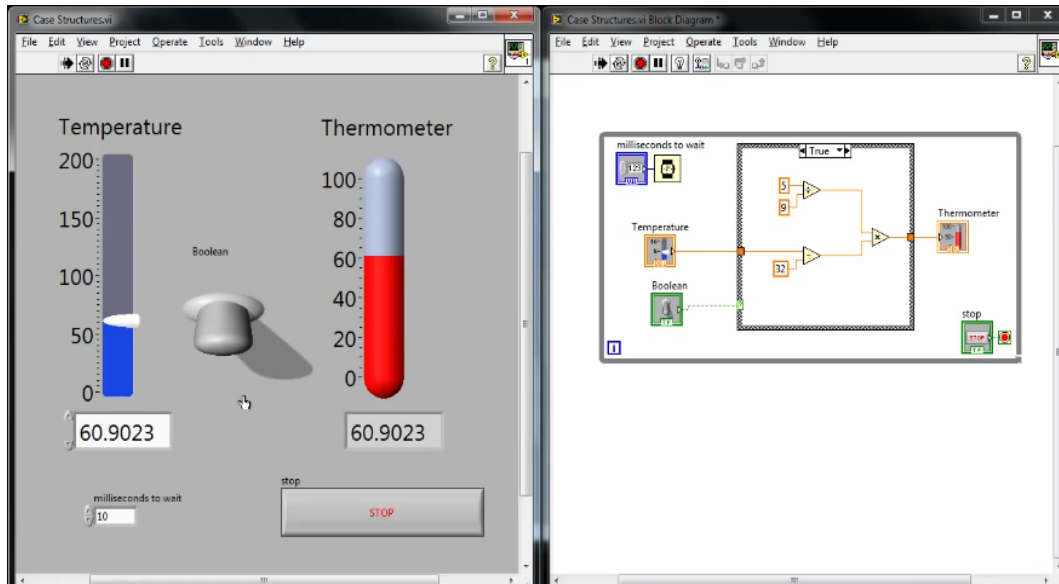 Case Structures.vi
File Edit View Project Operate Tools Window Help
1
Temperature
200
150
100
50
0
60.9023
Boolean
Thermometer
100
80
60
40
20
0
60.9023
milliseconds to wait
10
stop
STOP
Case Structures.vi Block Diagram *
File Edit View Project Operate Tools Window Help
milliseconds to wait
123
True
5
9
Temperature
32
Boolean
Thermometer
stop
STOP
i